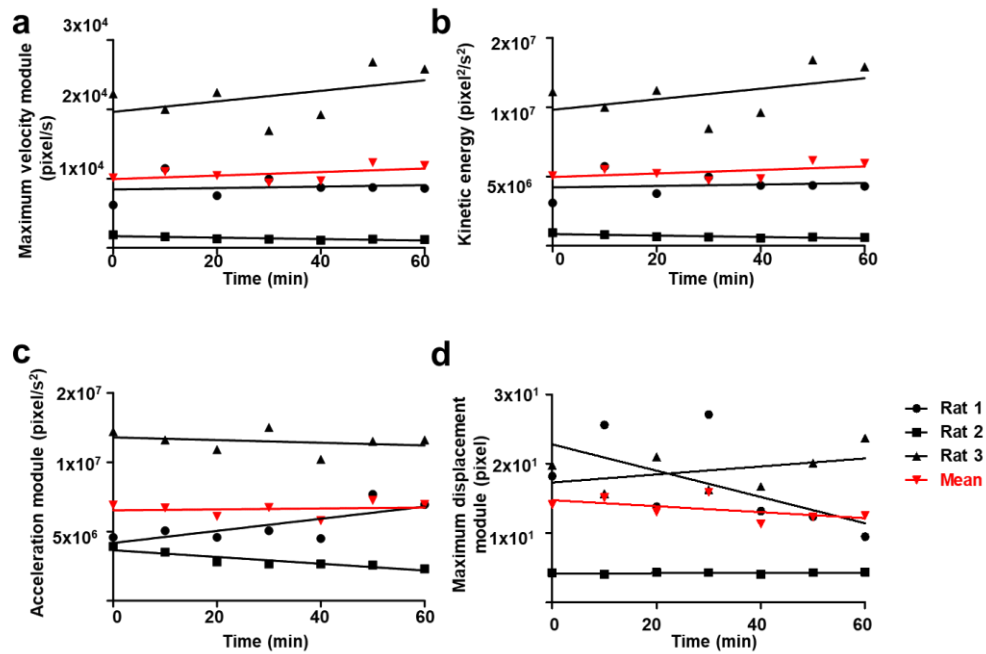 a
Maximum velocity module
(pixel/s)
3x10⁴
2x10⁴
1x10⁴
0
20
40
60
Time (min)
b
Kinetic energy (pixel²/s²)
2x10⁷
1x10⁷
5x10⁶
0
20
40
60
Time (min)
c
Acceleration module (pixel/s²)
2x10⁷
1x10⁷
5x10⁶
0
20
40
60
Time (min)
d
Maximum displacement
module (pixel)
3x10¹
2x10¹
1x10¹
0
20
40
60
Time (min)
Rat 1
Rat 2
Rat 3
Mean